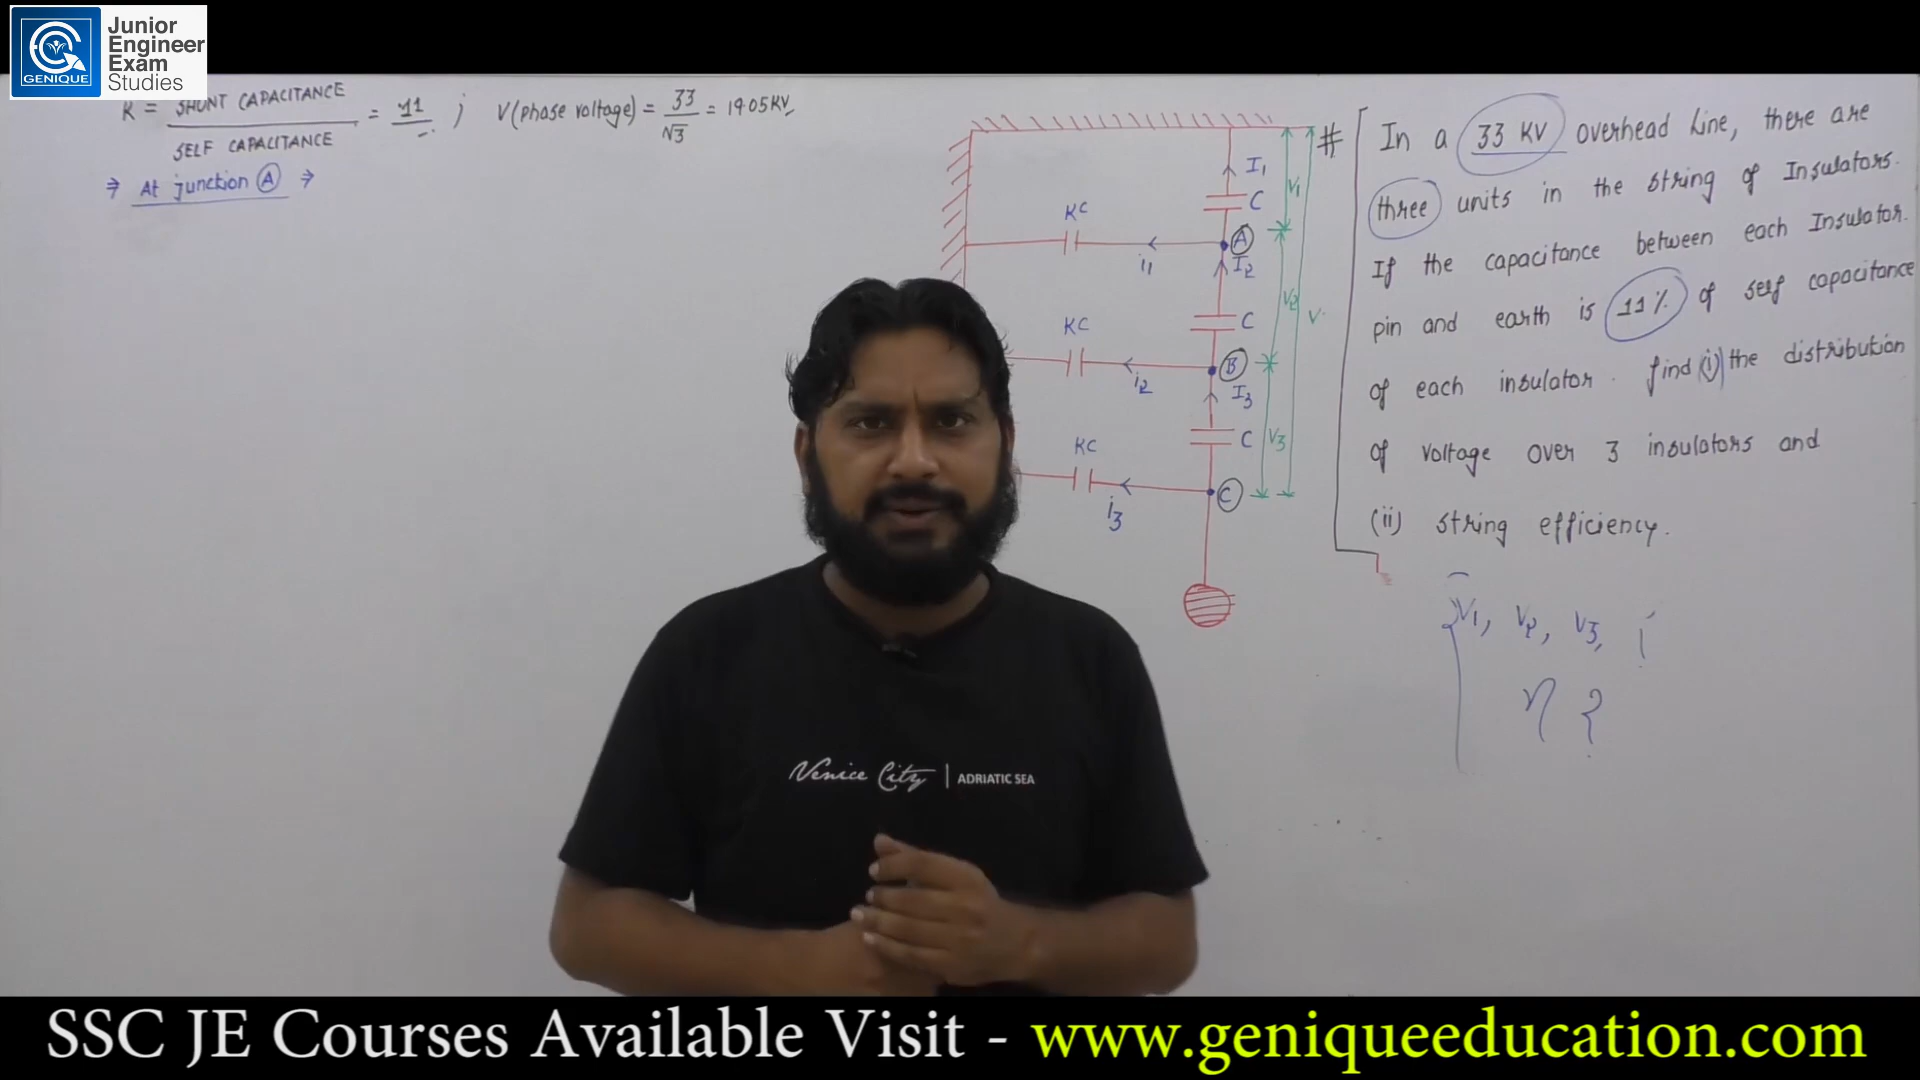 Junior
Engineer
Exam
Studies
GENIQUE
K = SHUNT CAPACITANCE / SELF CAPACITANCE = .11 ; V (phase voltage) = 33/√3 = 19.05 KV
⇒ At junction (A) ⇒
I1
C
V1
KC
i1
A
I2
C
V2
V
KC
i2
B
I3
C
V3
KC
i3
C
# In a 33 KV overhead line, there are
three units in the string of Insulators.
If the capacitance between each Insulator
pin and earth is 11% of self capacitance
of each insulator. find (i) the distribution
of voltage over 3 insulators and
(ii) string efficiency.
V1, V2, V3,
η ?
Venice City | ADRIATIC SEA
SSC JE Courses Available Visit - www.geniqueeducation.com